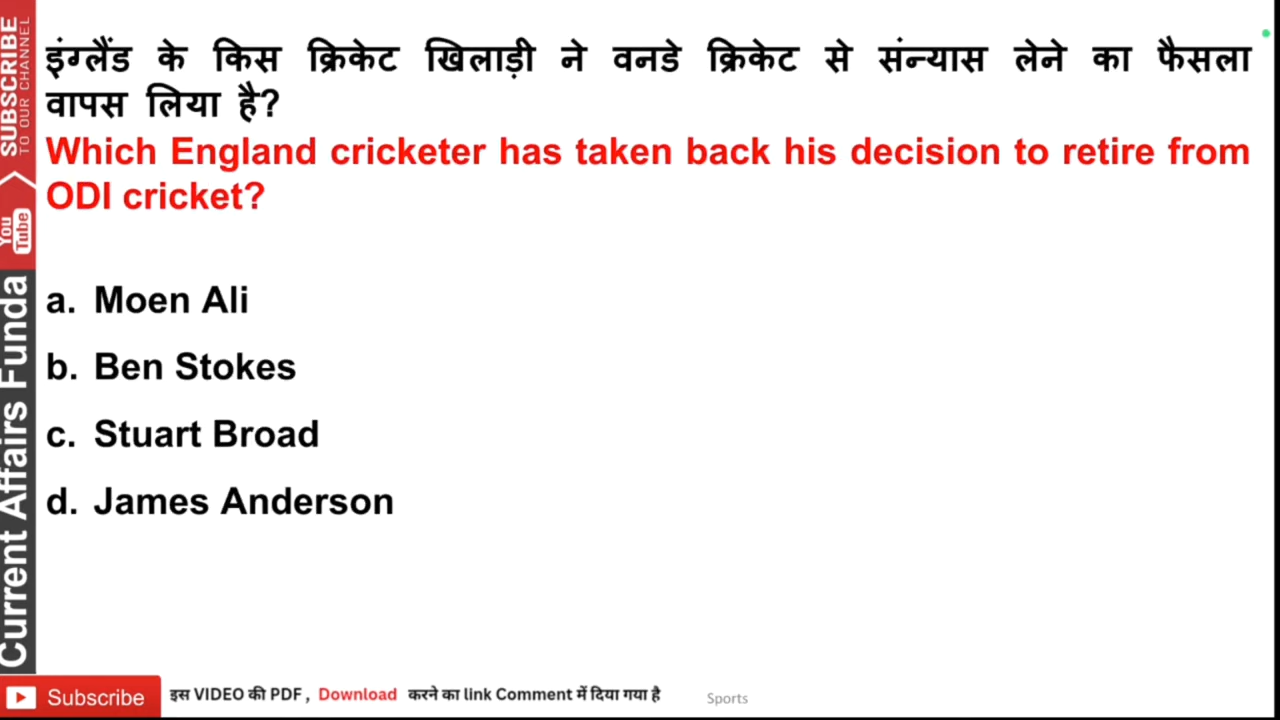 इंग्लैंड के किस क्रिकेट खिलाड़ी ने वनडे क्रिकेट से संन्यास लेने का फैसला
वापस लिया है?
Which England cricketer has taken back his decision to retire from
ODI cricket?
a. Moen Ali
b. Ben Stokes
c. Stuart Broad
d. James Anderson
SUBSCRIBE
TO OUR CHANNEL
You
Tube
Current Affairs Funda
Subscribe
इस VIDEO की PDF , Download करने का link Comment में दिया गया है
Sports